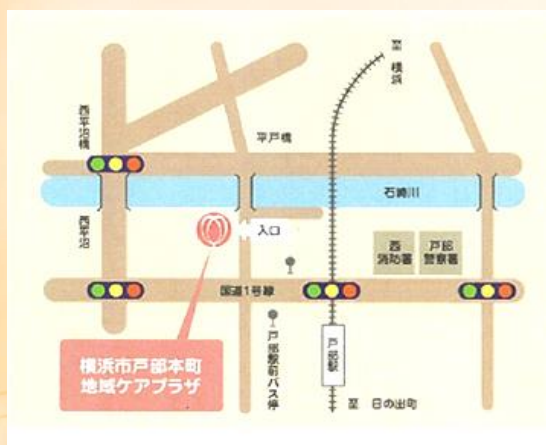 至 横浜
西平沼橋
平戸橋
石崎川
西平沼
入口
西
消防署
戸部
警察署
国道1号線
横浜市戸部本町
地域ケアプラザ
戸部駅前バス停
戸部駅
至 日の出町